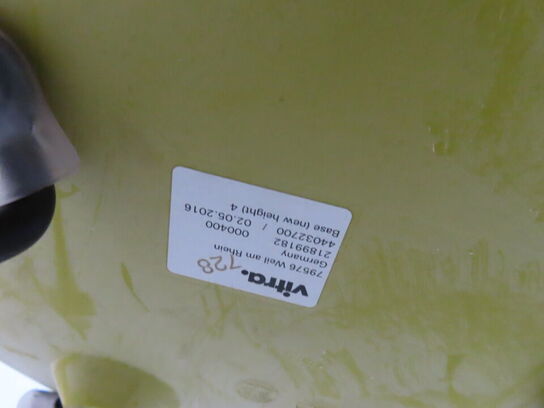 vitra.
79576 Weil am Rhein
Germany
728
21899182 000400
44032700 / 02.05.2016
Base (new height) 4